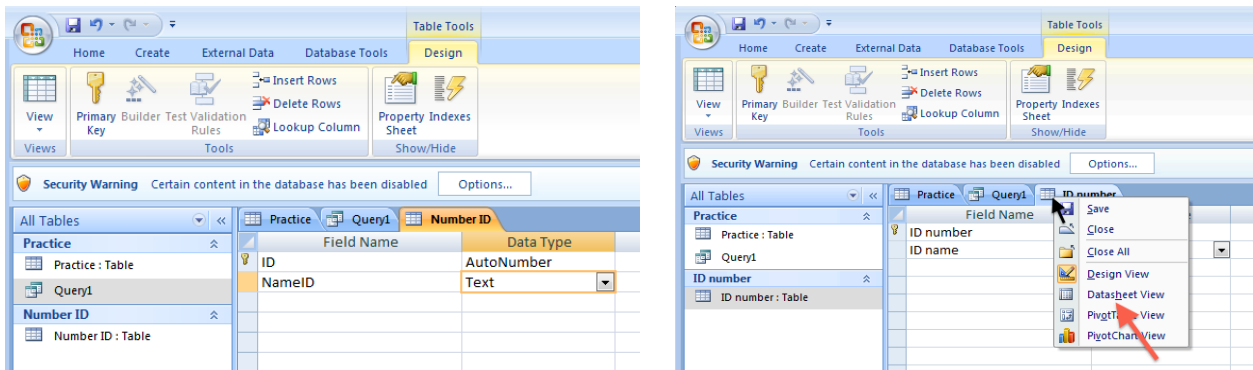 Table Tools
Home Create External Data Database Tools Design
View
Views
Primary Key
Builder
Test Validation Rules
Insert Rows
Delete Rows
Lookup Column
Tools
Property Sheet
Indexes
Show/Hide
Security Warning Certain content in the database has been disabled Options...
All Tables
Practice
Practice : Table
Query1
Number ID
Number ID : Table
Practice Query1 Number ID
Field Name Data Type
ID AutoNumber
NameID Text
Table Tools
Home Create External Data Database Tools Design
View
Views
Primary Key
Builder
Test Validation Rules
Insert Rows
Delete Rows
Lookup Column
Tools
Property Sheet
Indexes
Show/Hide
Security Warning Certain content in the database has been disabled Options...
All Tables
Practice
Practice : Table
Query1
ID number
ID number : Table
Practice Query1 ID number
Field Name
ID number
ID name
Save
Close
Close All
Design View
Datasheet View
PivotTable View
PivotChart View